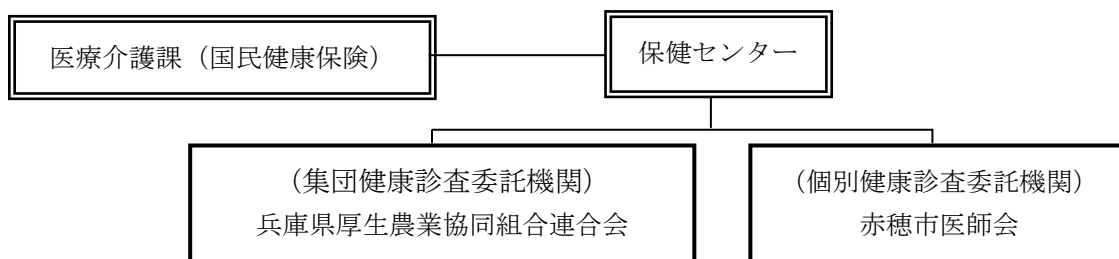 医療介護課（国民健康保険）
保健センター
（集団健康診査委託機関）
兵庫県厚生農業協同組合連合会
（個別健康診査委託機関）
赤穂市医師会